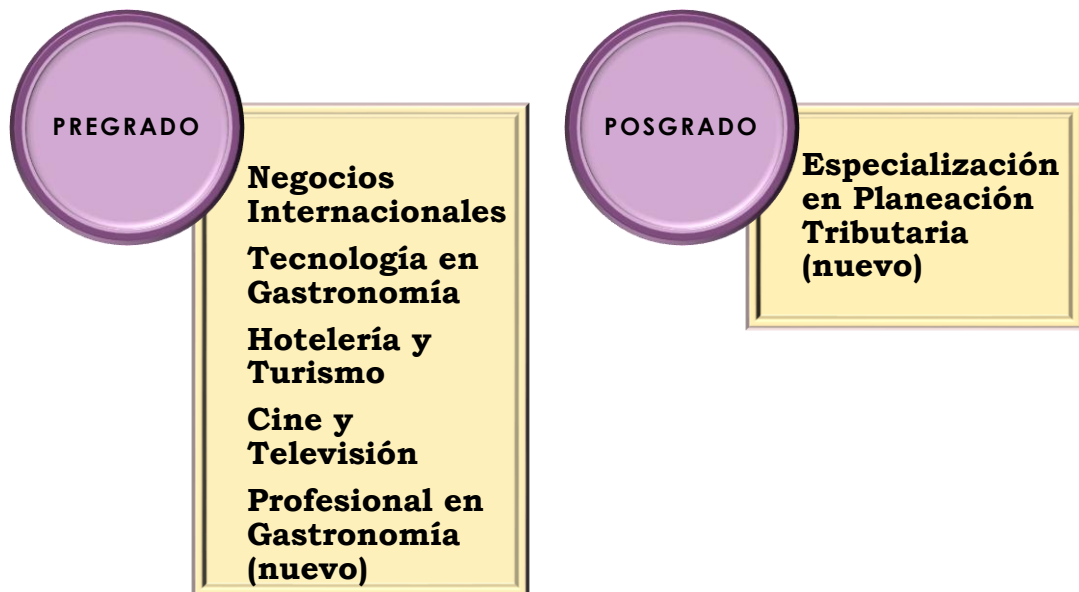 PREGRADO
Negocios
Internacionales
Tecnología en
Gastronomía
Hotelería y
Turismo
Cine y
Televisión
Profesional en
Gastronomía
(nuevo)
POSGRADO
Especialización
en Planeación
Tributaria
(nuevo)